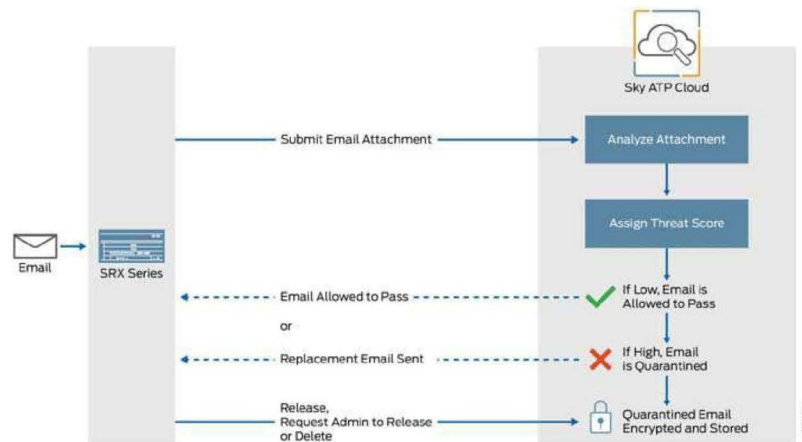 Sky ATP Cloud
Submit Email Attachment
Analyze Attachment
Assign Threat Score
Email
SRX Series
Email Allowed to Pass
If Low, Email is
Allowed to Pass
or
Replacement Email Sent
If High, Email
is Quarantined
Release,
Request Admin to Release
or Delete
Quarantined Email
Encrypted and Stored